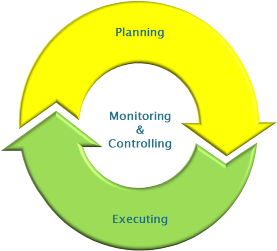 Planning
Monitoring
&
Controlling
Executing